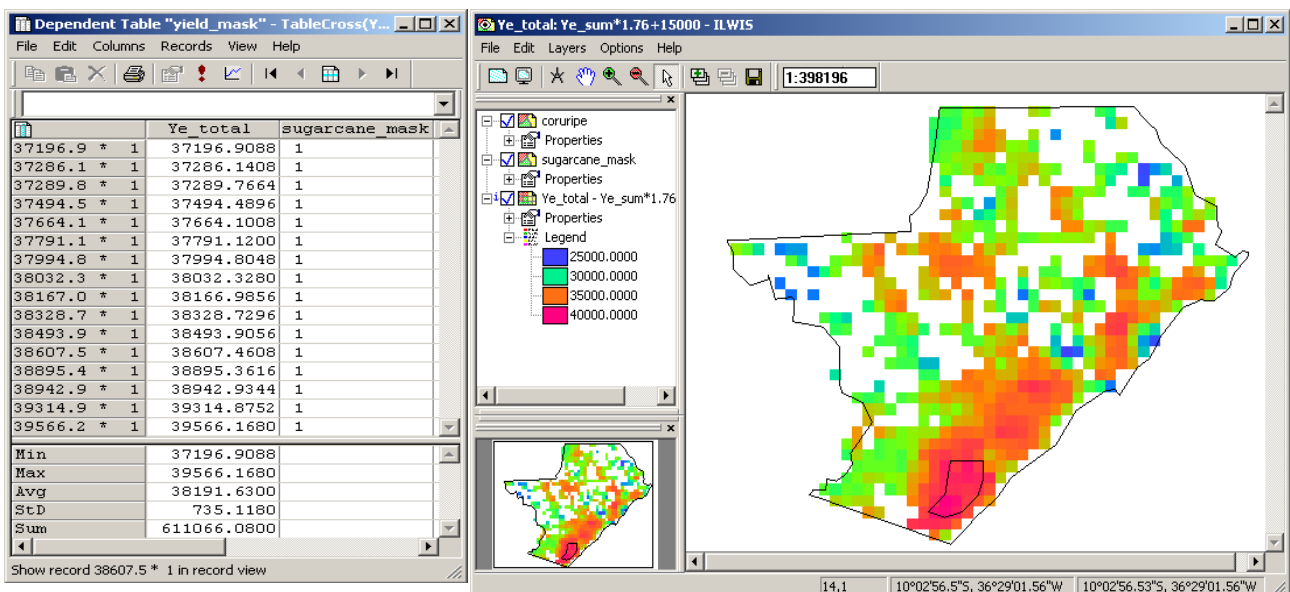 Dependent Table "yield_mask" - TableCross(Y...
File Edit Columns Records View Help
Ye_total sugarcane_mask
37196.9 * 1 37196.9088 1
37286.1 * 1 37286.1408 1
37289.8 * 1 37289.7664 1
37494.5 * 1 37494.4896 1
37664.1 * 1 37664.1008 1
37791.1 * 1 37791.1200 1
37994.8 * 1 37994.8048 1
38032.3 * 1 38032.3280 1
38167.0 * 1 38166.9856 1
38328.7 * 1 38328.7296 1
38493.9 * 1 38493.9056 1
38607.5 * 1 38607.4608 1
38895.4 * 1 38895.3616 1
38942.9 * 1 38942.9344 1
39314.9 * 1 39314.8752 1
39566.2 * 1 39566.1680 1
Min 37196.9088
Max 39566.1680
Avg 38191.6300
StD 735.1180
Sum 611066.0800
Show record 38607.5 * 1 in record view
Ye_total: Ye_sum*1.76+15000 - ILWIS
File Edit Layers Options Help
1:398196
coruripe
Properties
sugarcane_mask
Properties
Ye_total - Ye_sum*1.76
Properties
Legend
25000.0000
30000.0000
35000.0000
40000.0000
14,1 10°02'56.5"S, 36°29'01.56"W 10°02'56.53"S, 36°29'01.56"W